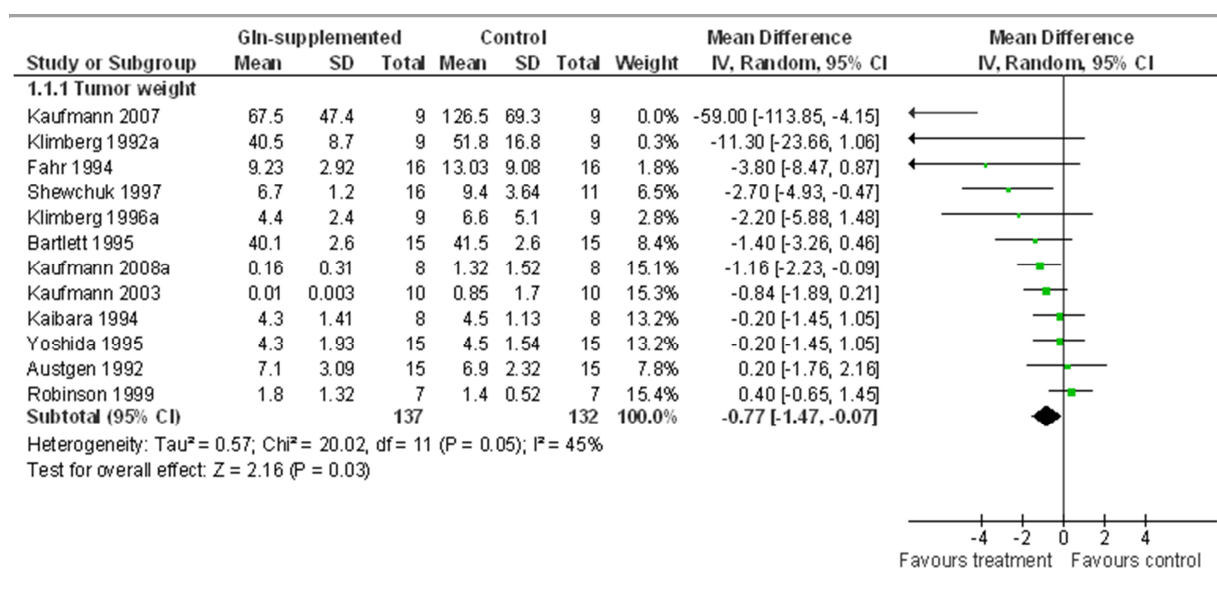 Gln-supplemented Control Mean Difference Mean Difference
Study or Subgroup Mean SD Total Mean SD Total Weight IV, Random, 95% CI IV, Random, 95% CI
1.1.1 Tumor weight
Kaufmann 2007 67.5 47.4 9 126.5 69.3 9 0.0% -59.00 [-113.85, -4.15]
Klimberg 1992a 40.5 8.7 9 51.8 16.8 9 0.3% -11.30 [-23.66, 1.06]
Fahr 1994 9.23 2.92 16 13.03 9.08 16 1.8% -3.80 [-8.47, 0.87]
Shewchuk 1997 6.7 1.2 16 9.4 3.64 11 6.5% -2.70 [-4.93, -0.47]
Klimberg 1996a 4.4 2.4 9 6.6 5.1 9 2.8% -2.20 [-5.88, 1.48]
Bartlett 1995 40.1 2.6 15 41.5 2.6 15 8.4% -1.40 [-3.26, 0.46]
Kaufmann 2008a 0.16 0.31 8 1.32 1.52 8 15.1% -1.16 [-2.23, -0.09]
Kaufmann 2003 0.01 0.003 10 0.85 1.7 10 15.3% -0.84 [-1.89, 0.21]
Kaibara 1994 4.3 1.41 8 4.5 1.13 8 13.2% -0.20 [-1.45, 1.05]
Yoshida 1995 4.3 1.93 15 4.5 1.54 15 13.2% -0.20 [-1.45, 1.05]
Austgen 1992 7.1 3.09 15 6.9 2.32 15 7.8% 0.20 [-1.76, 2.16]
Robinson 1999 1.8 1.32 7 1.4 0.52 7 15.4% 0.40 [-0.65, 1.45]
Subtotal (95% CI) 137 132 100.0% -0.77 [-1.47, -0.07]
Heterogeneity: Tau² = 0.57; Chi² = 20.02, df = 11 (P = 0.05); I² = 45%
Test for overall effect: Z = 2.16 (P = 0.03)
-4 -2 0 2 4
Favours treatment Favours control